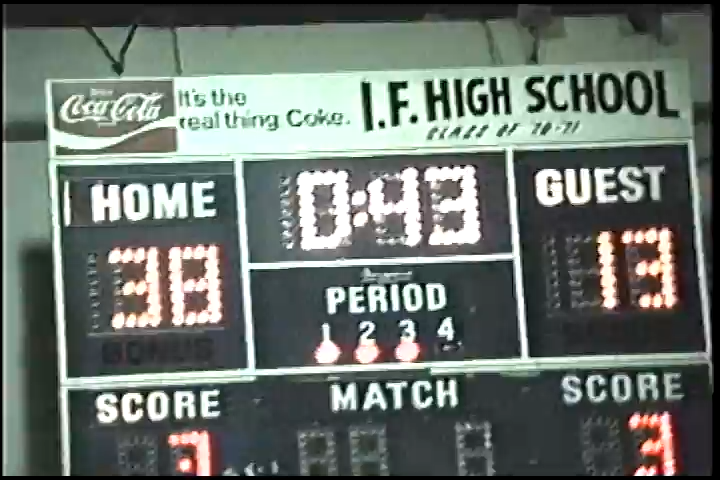 Coca-Cola
It's the
real thing Coke.
I.F. HIGH SCHOOL
CLASS OF '70-71
HOME
0:43
GUEST
38
13
PERIOD
1 2 3 4
BONUS
SCORE
MATCH
SCORE
3